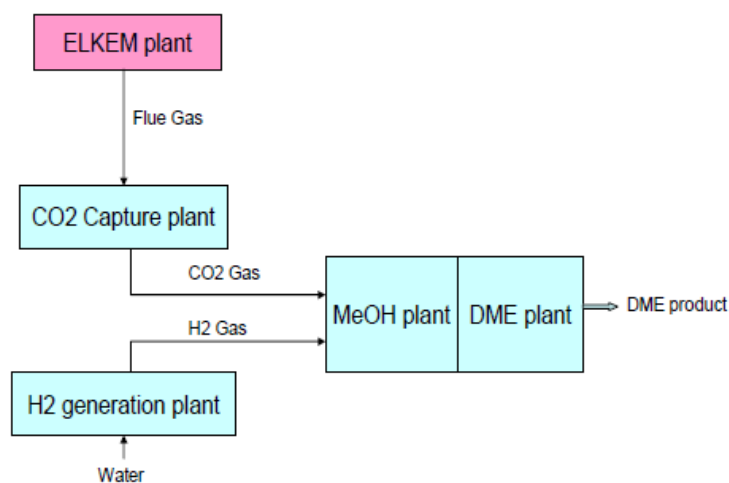 ELKEM plant
Flue Gas
CO2 Capture plant
CO2 Gas
H2 Gas
MeOH plant
DME plant
DME product
H2 generation plant
Water